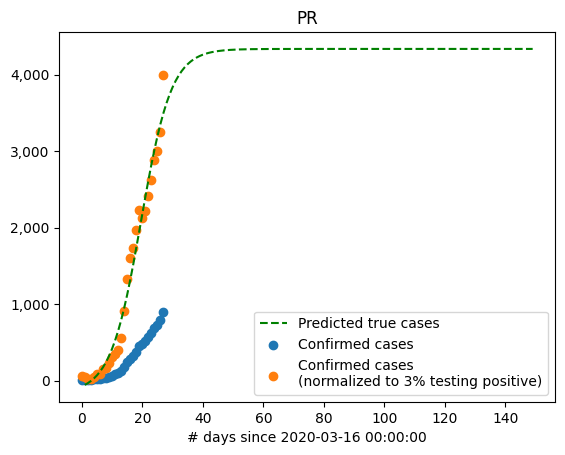 PR
4,000
3,000
2,000
1,000
0
0 20 40 60 80 100 120 140
# days since 2020-03-16 00:00:00
Predicted true cases
Confirmed cases
Confirmed cases
(normalized to 3% testing positive)